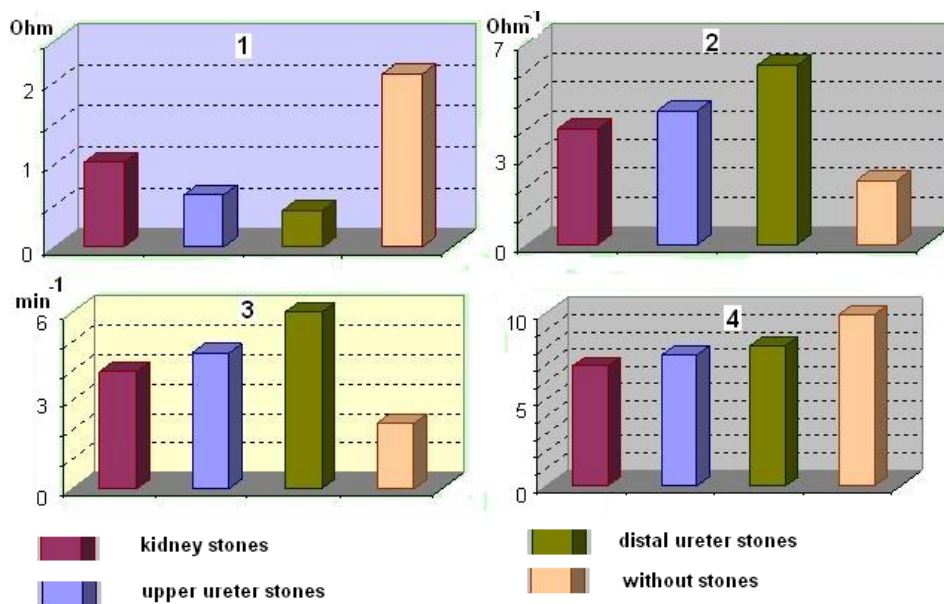 Ohm
1
2
1
0
Ohm⁻¹
2
7
3
0
min⁻¹
3
6
3
0
4
10
5
0
kidney stones
upper ureter stones
distal ureter stones
without stones